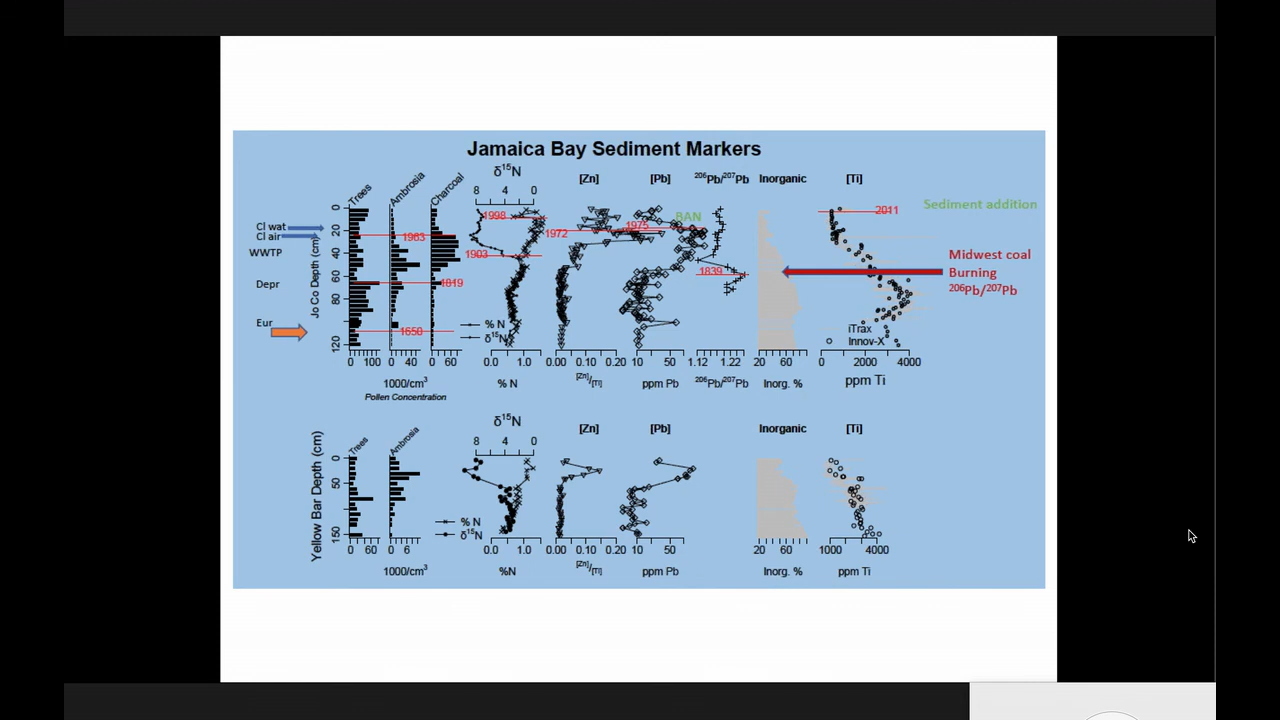 Jamaica Bay Sediment Markers
Trees
Ambrosia
Charcoal
δ15N
8 4 0
[Zn]
[Pb]
206Pb/207Pb
Inorganic
[Ti]
Sediment addition
Cl wat
Cl air
WWTP
Depr
Eur
Jo Co Depth (cm)
0
20
40
60
80
120
1963
1819
1650
1998
1903
1972
1975
BAN
1839
2011
Midwest coal
Burning
206Pb/207Pb
% N
δ15N
iTrax
Innov-X
0 100
0 40
0 60
0.0 1.0
0.00 0.10 0.20
10 50
1.12 1.22
20 60
0 2000 4000
1000/cm3
Pollen Concentration
% N
[Zn]/[Ti]
ppm Pb
206Pb/207Pb
Inorg. %
ppm Ti
Yellow Bar Depth (cm)
0
50
150
Trees
Ambrosia
δ15N
8 4 0
[Zn]
[Pb]
Inorganic
[Ti]
% N
δ15N
0 60
0 6
0.0 1.0
0.00 0.10 0.20
10 50
20 60
1000 4000
1000/cm3
%N
[Zn]/[Ti]
ppm Pb
Inorg. %
ppm Ti